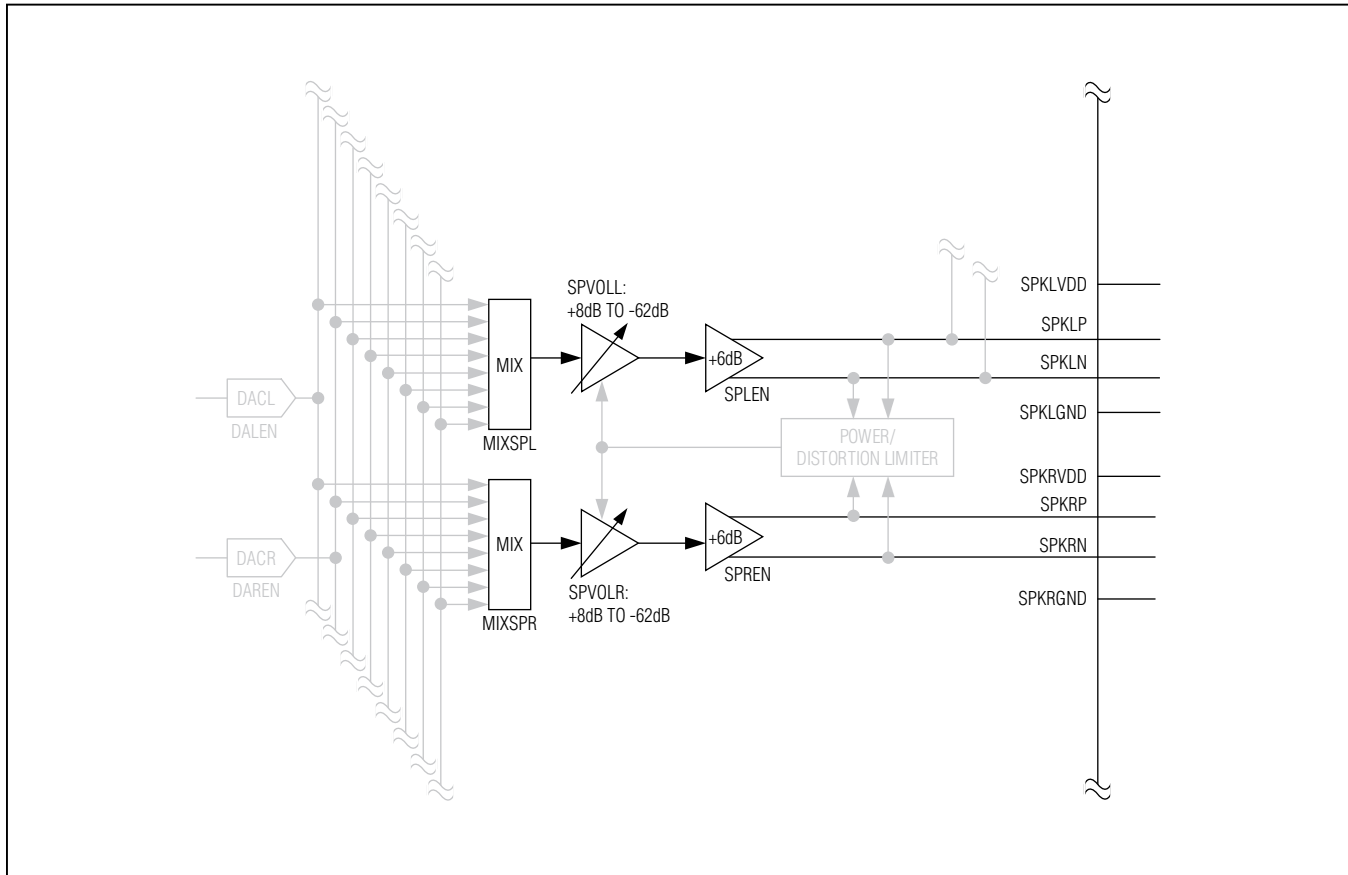 SPVOLL:
+8dB TO -62dB
SPKLVDD
SPKLP
MIX
+6dB
SPKLN
SPLEN
DACL
DALEN
SPKLGND
MIXSPL
POWER/
DISTORTION LIMITER
SPKRVDD
SPKRP
MIX
+6dB
SPKRN
DACR
DAREN
SPREN
SPVOLR:
+8dB TO -62dB
MIXSPR
SPKRGND